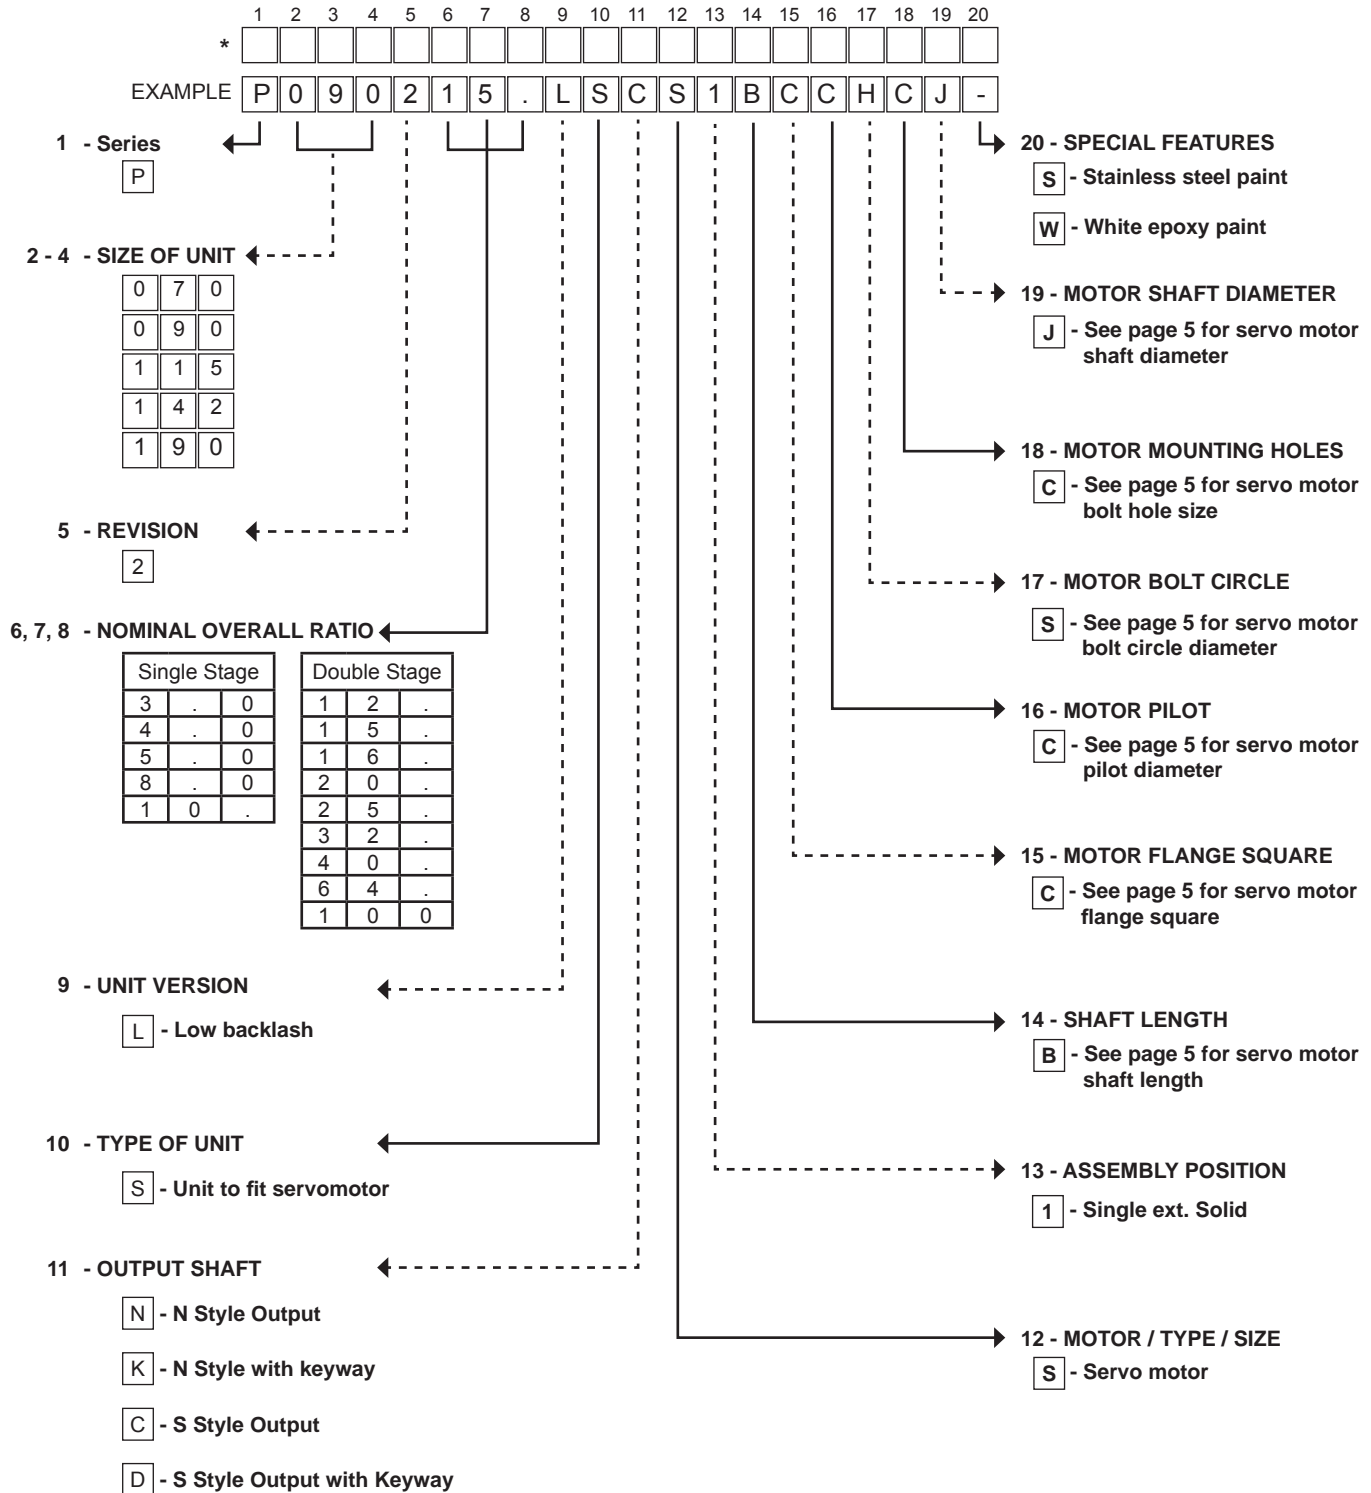 1 2 3 4 5 6 7 8 9 10 11 12 13 14 15 16 17 18 19 20
*
EXAMPLE P 0 9 0 2 1 5 . L S C S 1 B C C H C J -
1 - Series
P
2 - 4 - SIZE OF UNIT
0 7 0
0 9 0
1 1 5
1 4 2
1 9 0
5 - REVISION
2
6, 7, 8 - NOMINAL OVERALL RATIO
Single Stage
3 . 0
4 . 0
5 . 0
8 . 0
1 0 .
Double Stage
1 2 .
1 5 .
1 6 .
2 0 .
2 5 .
3 2 .
4 0 .
6 4 .
1 0 0
9 - UNIT VERSION
L - Low backlash
10 - TYPE OF UNIT
S - Unit to fit servomotor
11 - OUTPUT SHAFT
N - N Style Output
K - N Style with keyway
C - S Style Output
D - S Style Output with Keyway
20 - SPECIAL FEATURES
S - Stainless steel paint
W - White epoxy paint
19 - MOTOR SHAFT DIAMETER
J - See page 5 for servo motor
shaft diameter
18 - MOTOR MOUNTING HOLES
C - See page 5 for servo motor
bolt hole size
17 - MOTOR BOLT CIRCLE
S - See page 5 for servo motor
bolt circle diameter
16 - MOTOR PILOT
C - See page 5 for servo motor
pilot diameter
15 - MOTOR FLANGE SQUARE
C - See page 5 for servo motor
flange square
14 - SHAFT LENGTH
B - See page 5 for servo motor
shaft length
13 - ASSEMBLY POSITION
1 - Single ext. Solid
12 - MOTOR / TYPE / SIZE
S - Servo motor